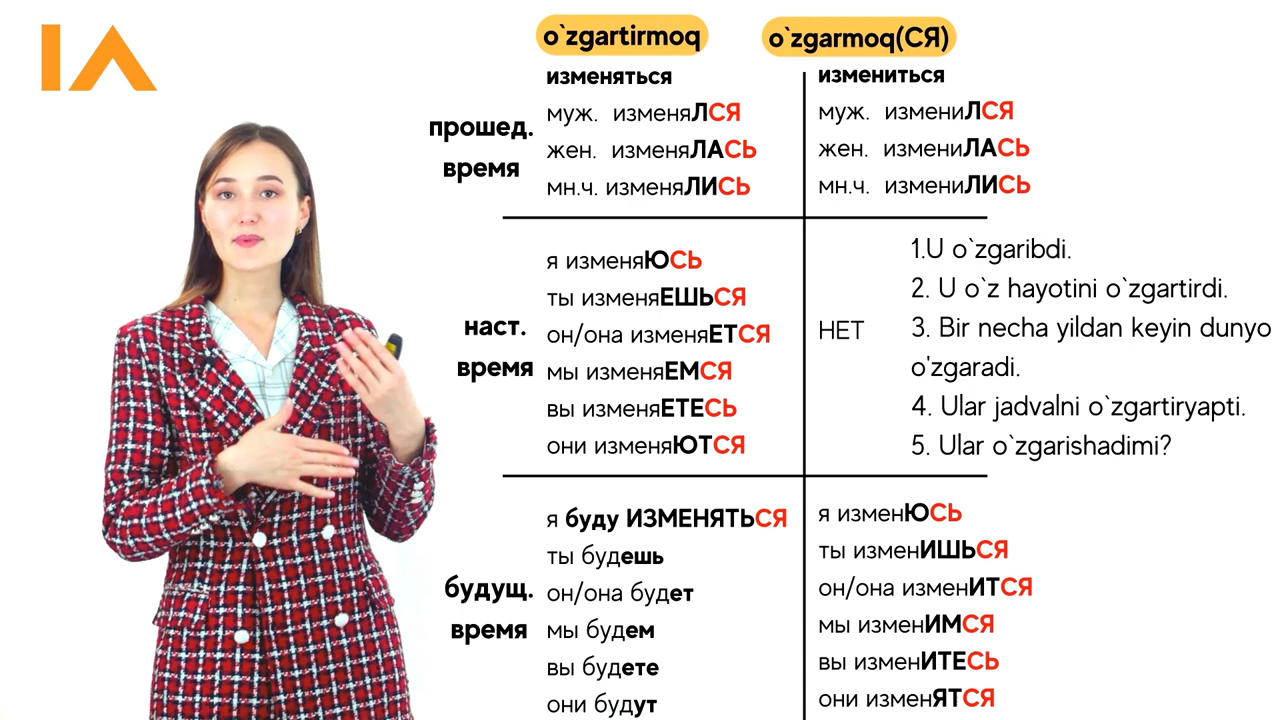 IA
o`zgartirmoq
o`zgarmoq(СЯ)
изменяться
измениться
прошед.
время
муж. изменяЛСЯ
жен. изменяЛАСЬ
мн.ч. изменяЛИСЬ
муж. измениЛСЯ
жен. измениЛАСЬ
мн.ч. измениЛИСЬ
наст.
время
я изменяЮСЬ
ты изменяЕШЬСЯ
он/она изменяЕТСЯ
мы изменяЕМСЯ
вы изменяЕТЕСЬ
они изменяЮТСЯ
НЕТ
1.U o`zgaribdi.
2. U o`z hayotini o`zgartirdi.
3. Bir necha yildan keyin dunyo
o'zgaradi.
4. Ular jadvalni o`zgartiryapti.
5. Ular o`zgarishadimi?
будущ.
время
я буду ИЗМЕНЯТЬСЯ
ты будешь
он/она будет
мы будем
вы будете
они будут
я изменЮСЬ
ты изменИШЬСЯ
он/она изменИТСЯ
мы изменИМСЯ
вы изменИТЕСЬ
они изменЯТСЯ